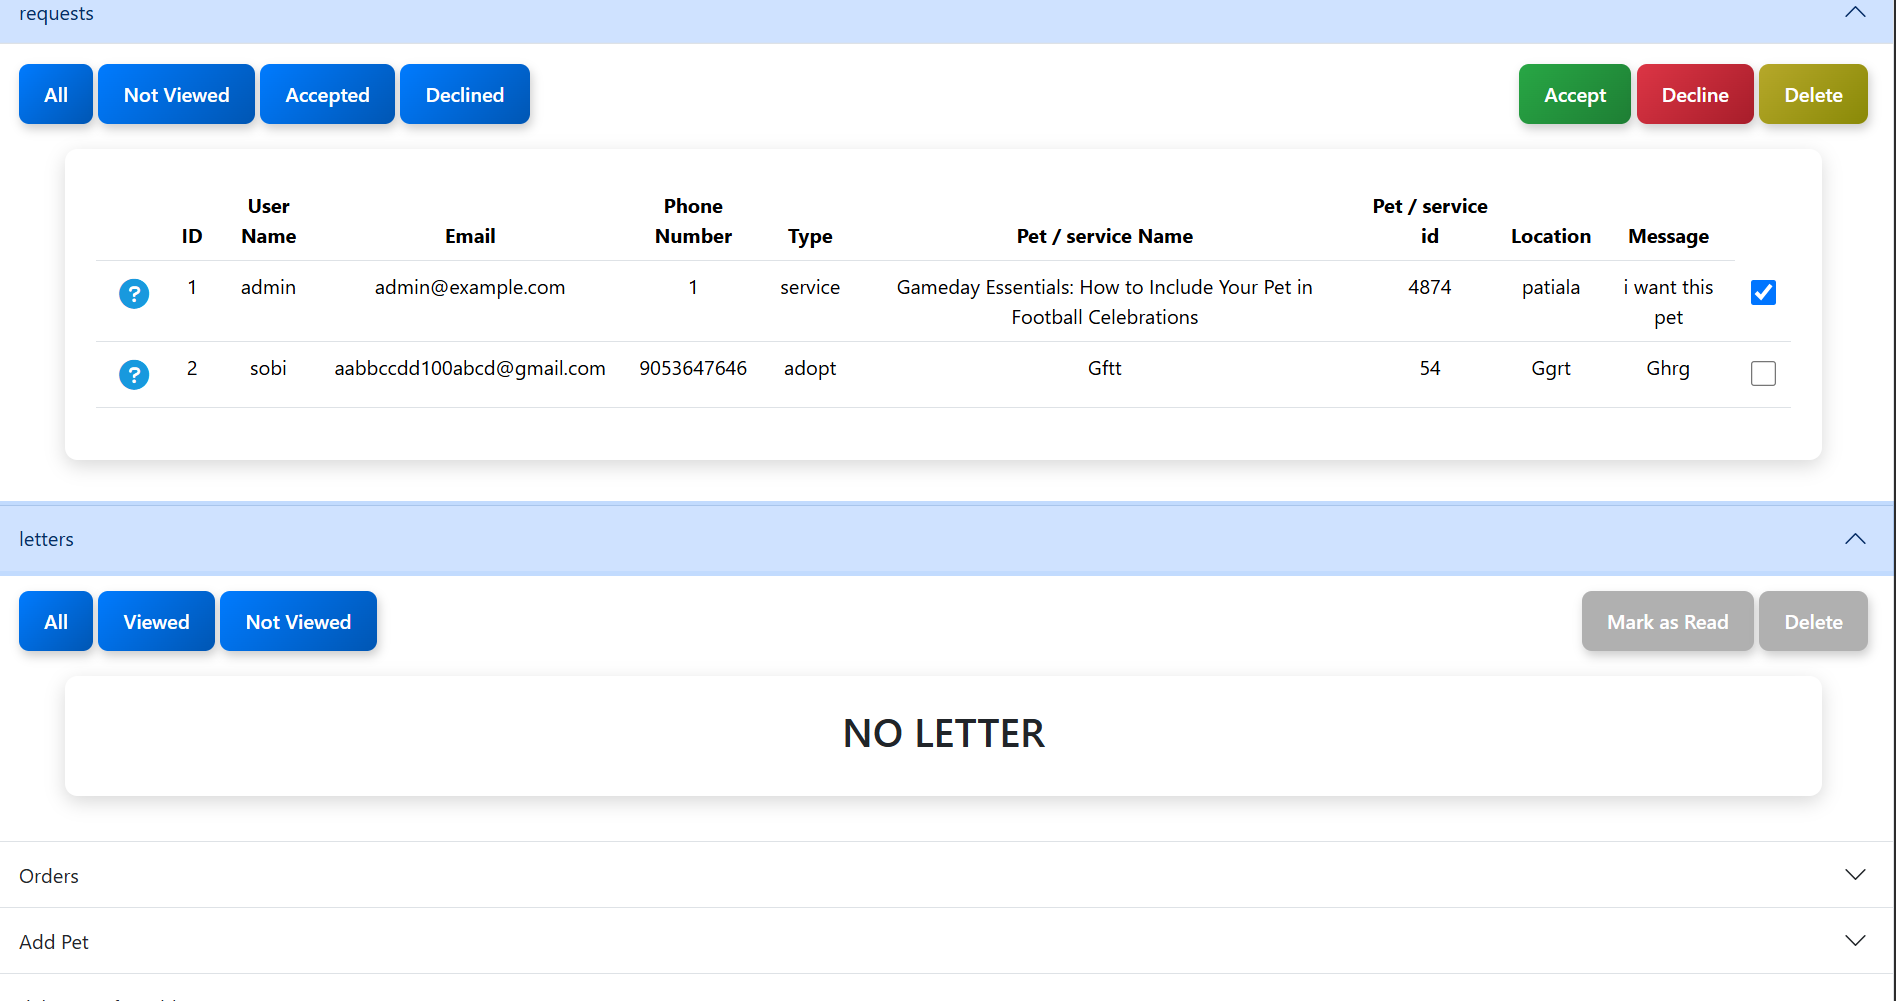 requests
All Not Viewed Accepted Declined Accept Decline Delete
ID User Name Email Phone Number Type Pet / service Name Pet / service id Location Message
? 1 admin admin@example.com 1 service Gameday Essentials: How to Include Your Pet in Football Celebrations 4874 patiala i want this pet
? 2 sobi aabbccdd100abcd@gmail.com 9053647646 adopt Gftt 54 Ggrt Ghrg
letters
All Viewed Not Viewed Mark as Read Delete
NO LETTER
Orders
Add Pet